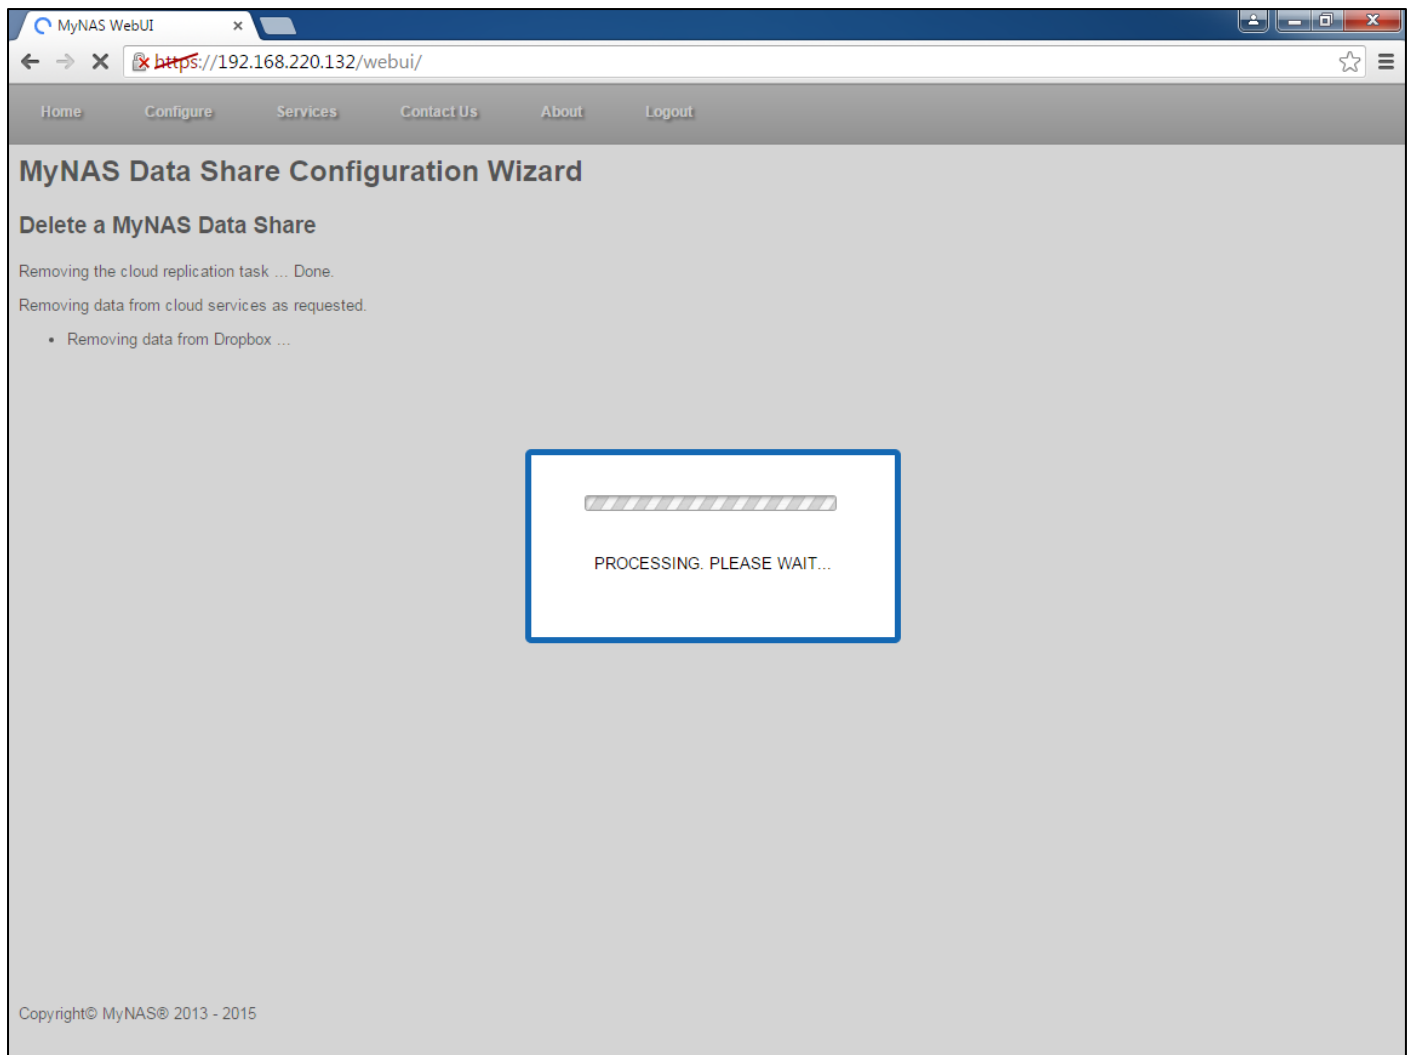 MyNAS WebUI
https://192.168.220.132/webui/
Home Configure Services Contact Us About Logout
MyNAS Data Share Configuration Wizard
Delete a MyNAS Data Share
Removing the cloud replication task ... Done.
Removing data from cloud services as requested.
• Removing data from Dropbox ...
PROCESSING. PLEASE WAIT...
Copyright© MyNAS® 2013 - 2015